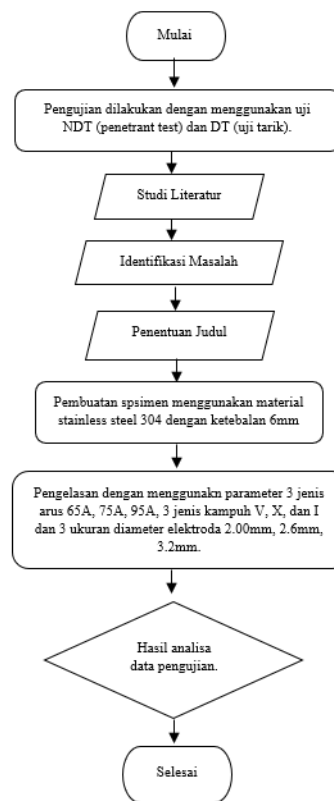 Mulai
Pengujian dilakukan dengan menggunakan uji
NDT (penetrant test) dan DT (uji tarik).
Studi Literatur
Identifikasi Masalah
Penentuan Judul
Pembuatan spsimen menggunakan material
stainless steel 304 dengan ketebalan 6mm
Pengelasan dengan menggunakn parameter 3 jenis
arus 65A, 75A, 95A, 3 jenis kampuh V, X, dan I
dan 3 ukuran diameter elektroda 2.00mm, 2.6mm,
3.2mm.
Hasil analisa
data pengujian.
Selesai